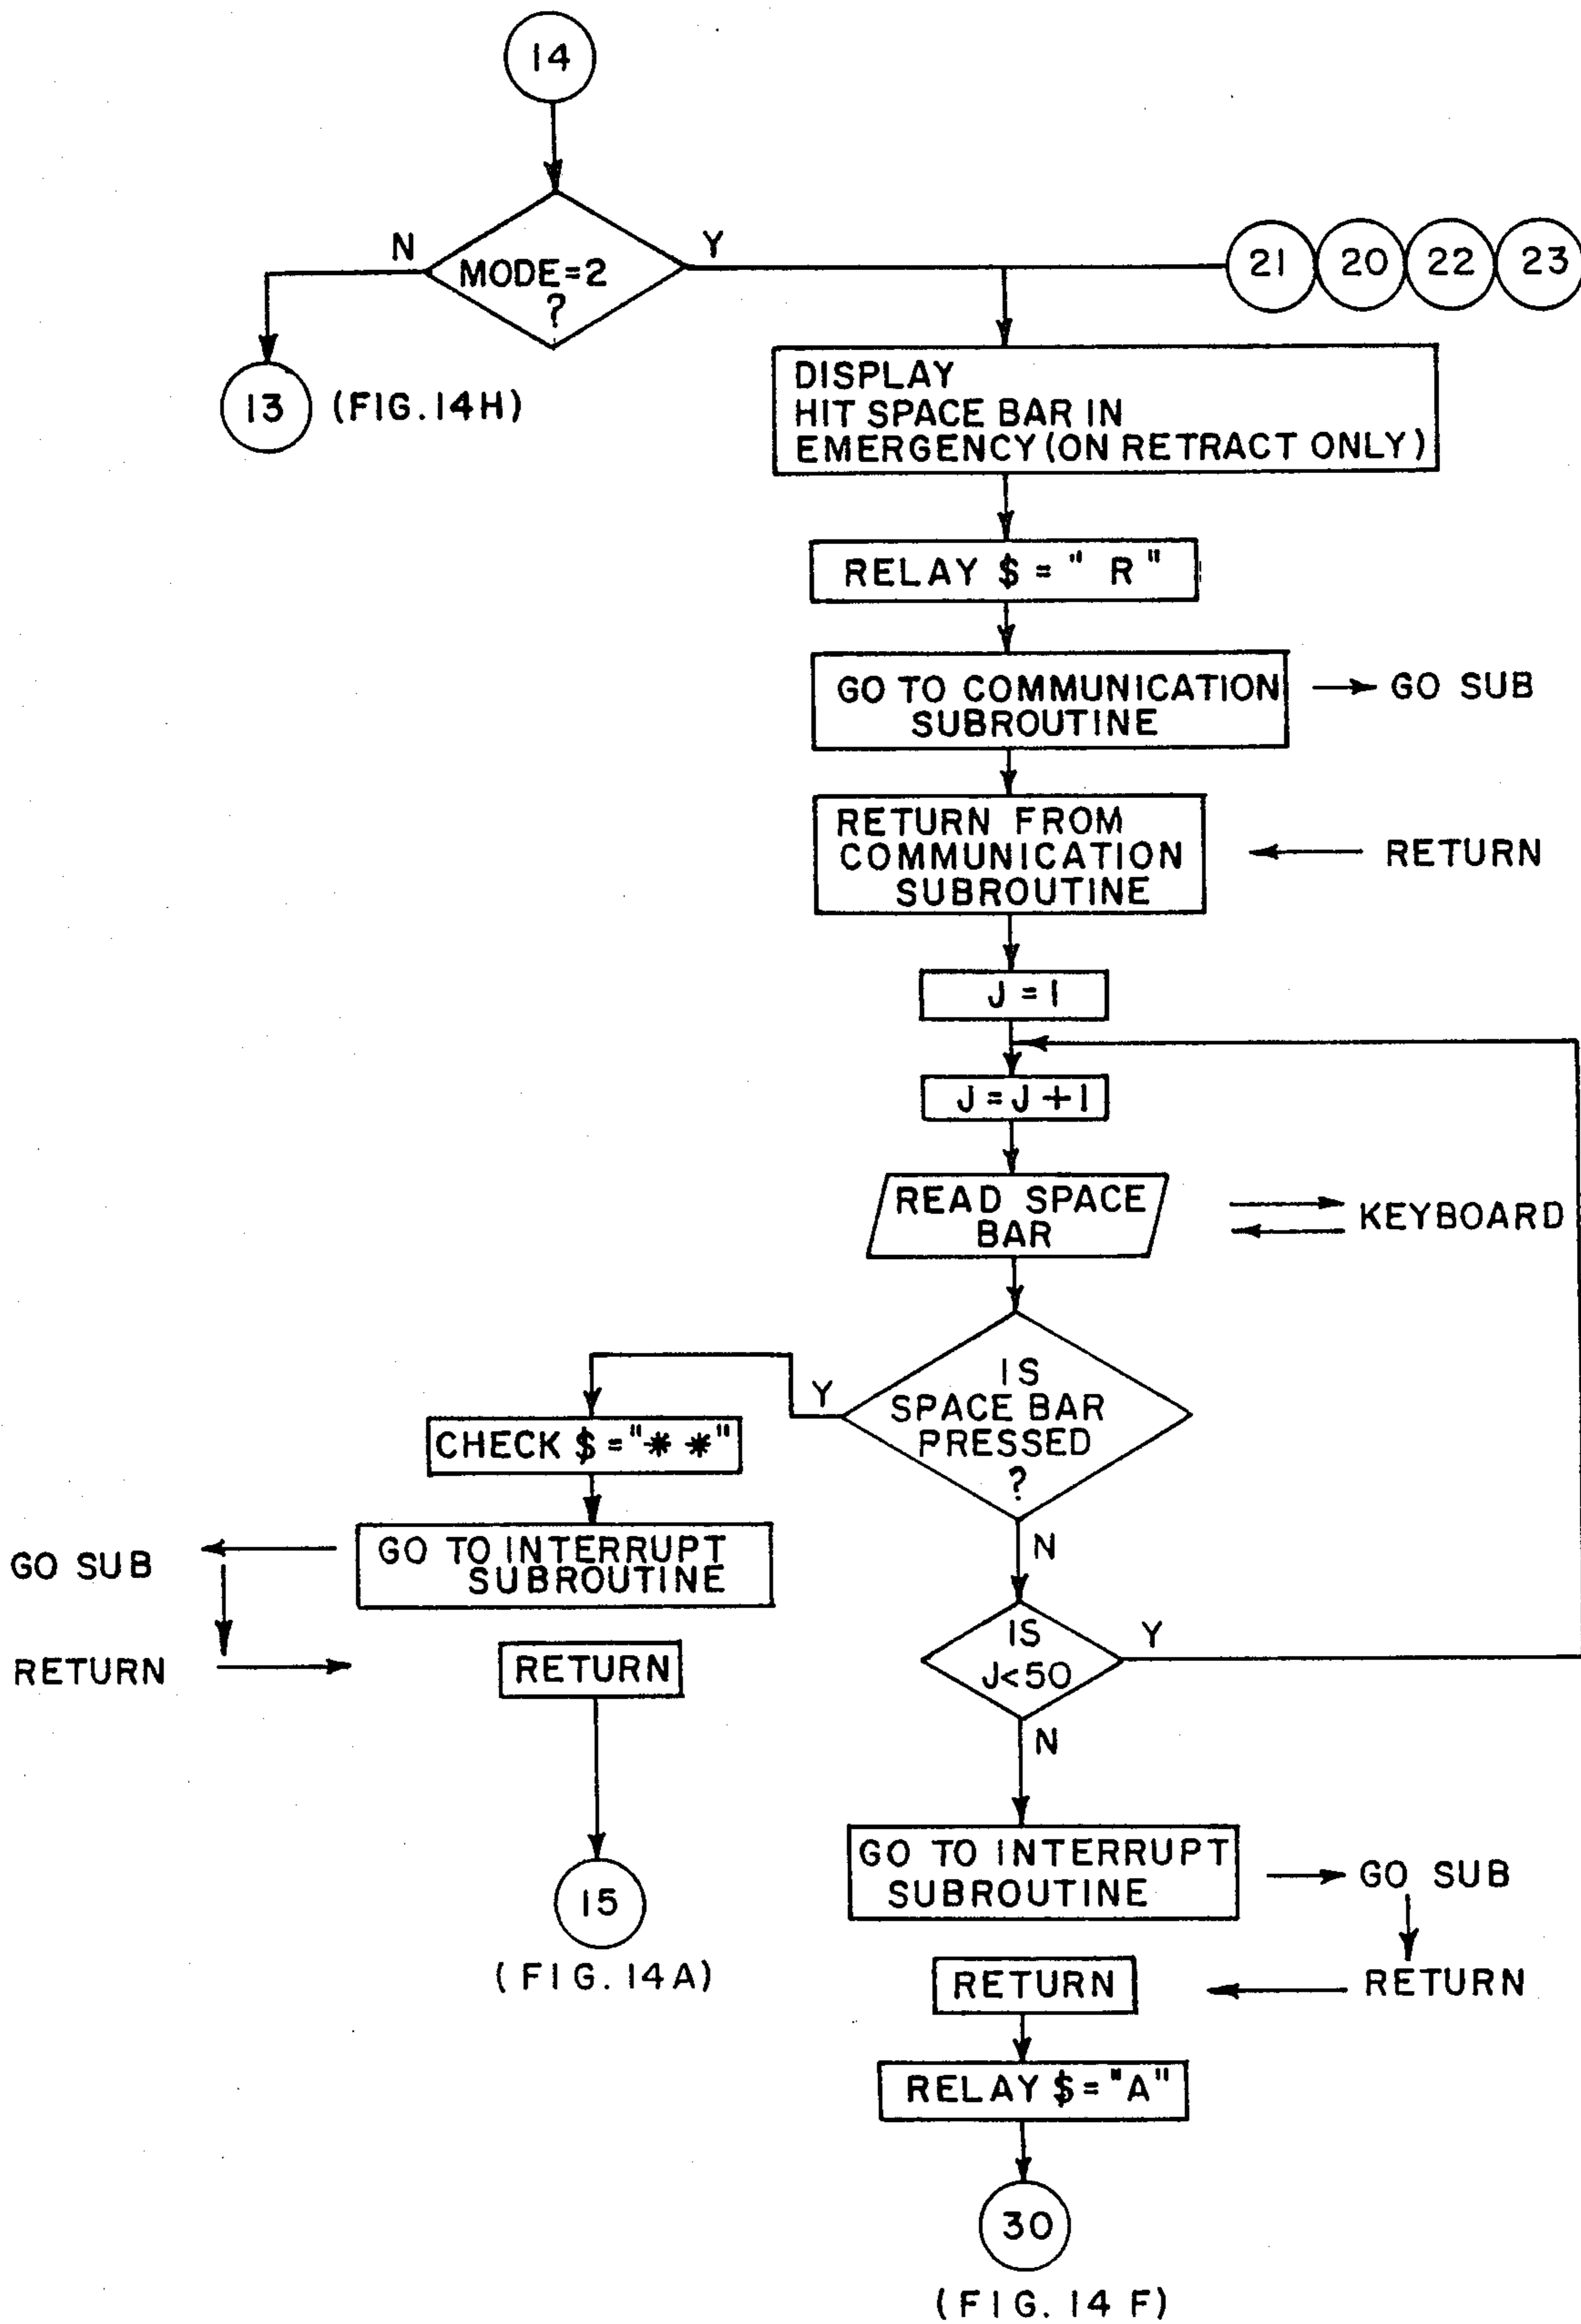 14
N
Y
MODE=2
?
21 20 22 23
13 (FIG. 14H)
DISPLAY
HIT SPACE BAR IN
EMERGENCY (ON RETRACT ONLY)
RELAY $ = " R"
GO TO COMMUNICATION
SUBROUTINE
GO SUB
RETURN FROM
COMMUNICATION
SUBROUTINE
RETURN
J = 1
J = J + 1
READ SPACE
BAR
KEYBOARD
IS
SPACE BAR
PRESSED
?
Y
N
CHECK $ = "* *"
GO TO INTERRUPT
SUBROUTINE
GO SUB
RETURN
RETURN
15
(FIG. 14A)
IS
J<50
Y
N
GO TO INTERRUPT
SUBROUTINE
GO SUB
RETURN
RETURN
RELAY $ = "A"
30
(FIG. 14 F)